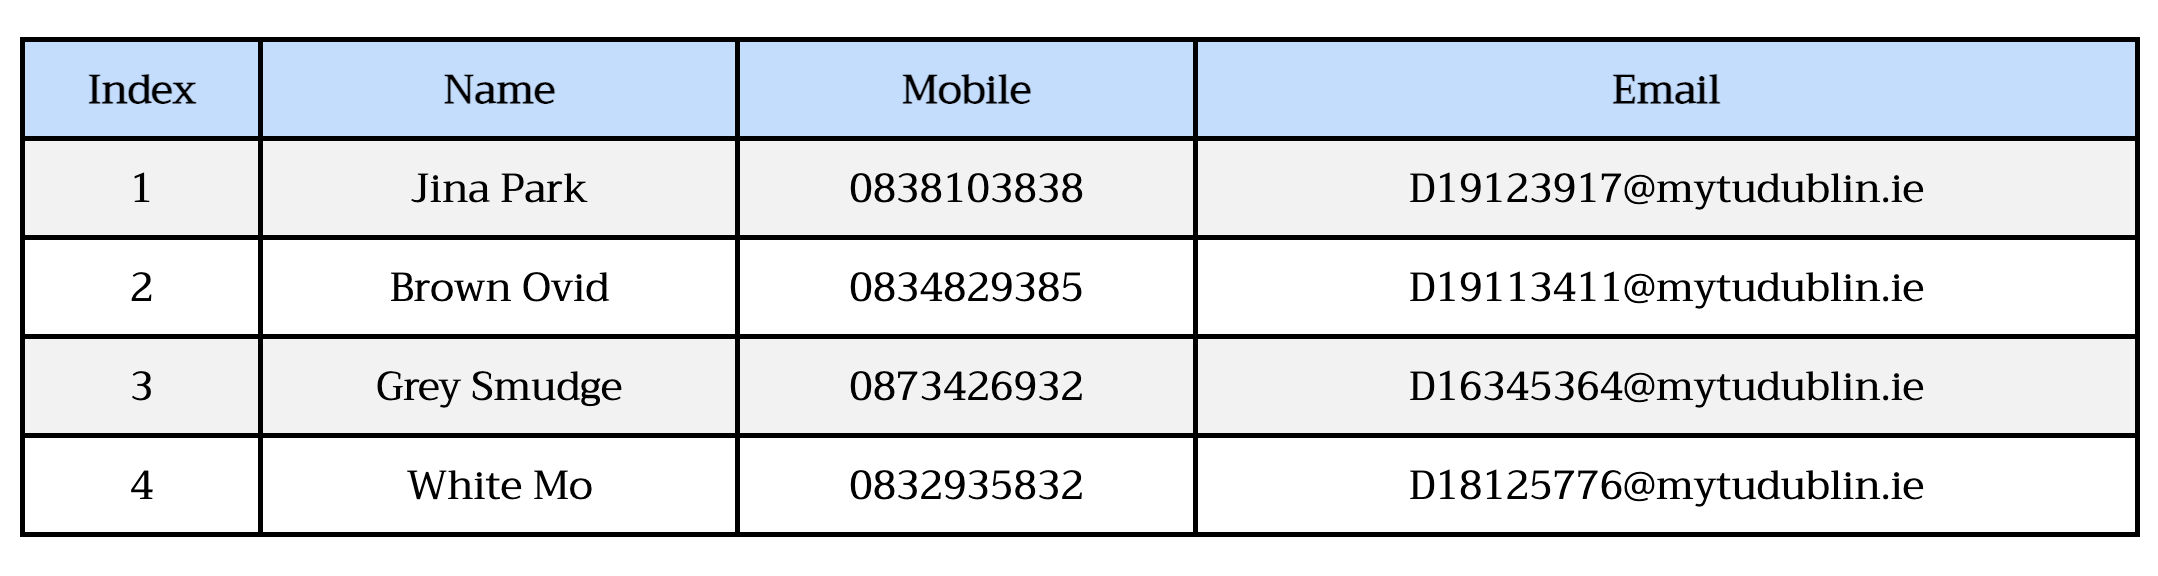 Index Name Mobile Email
1 Jina Park 0838103838 D19123917@mytudublin.ie
2 Brown Ovid 0834829385 D19113411@mytudublin.ie
3 Grey Smudge 0873426932 D16345364@mytudublin.ie
4 White Mo 0832935832 D18125776@mytudublin.ie